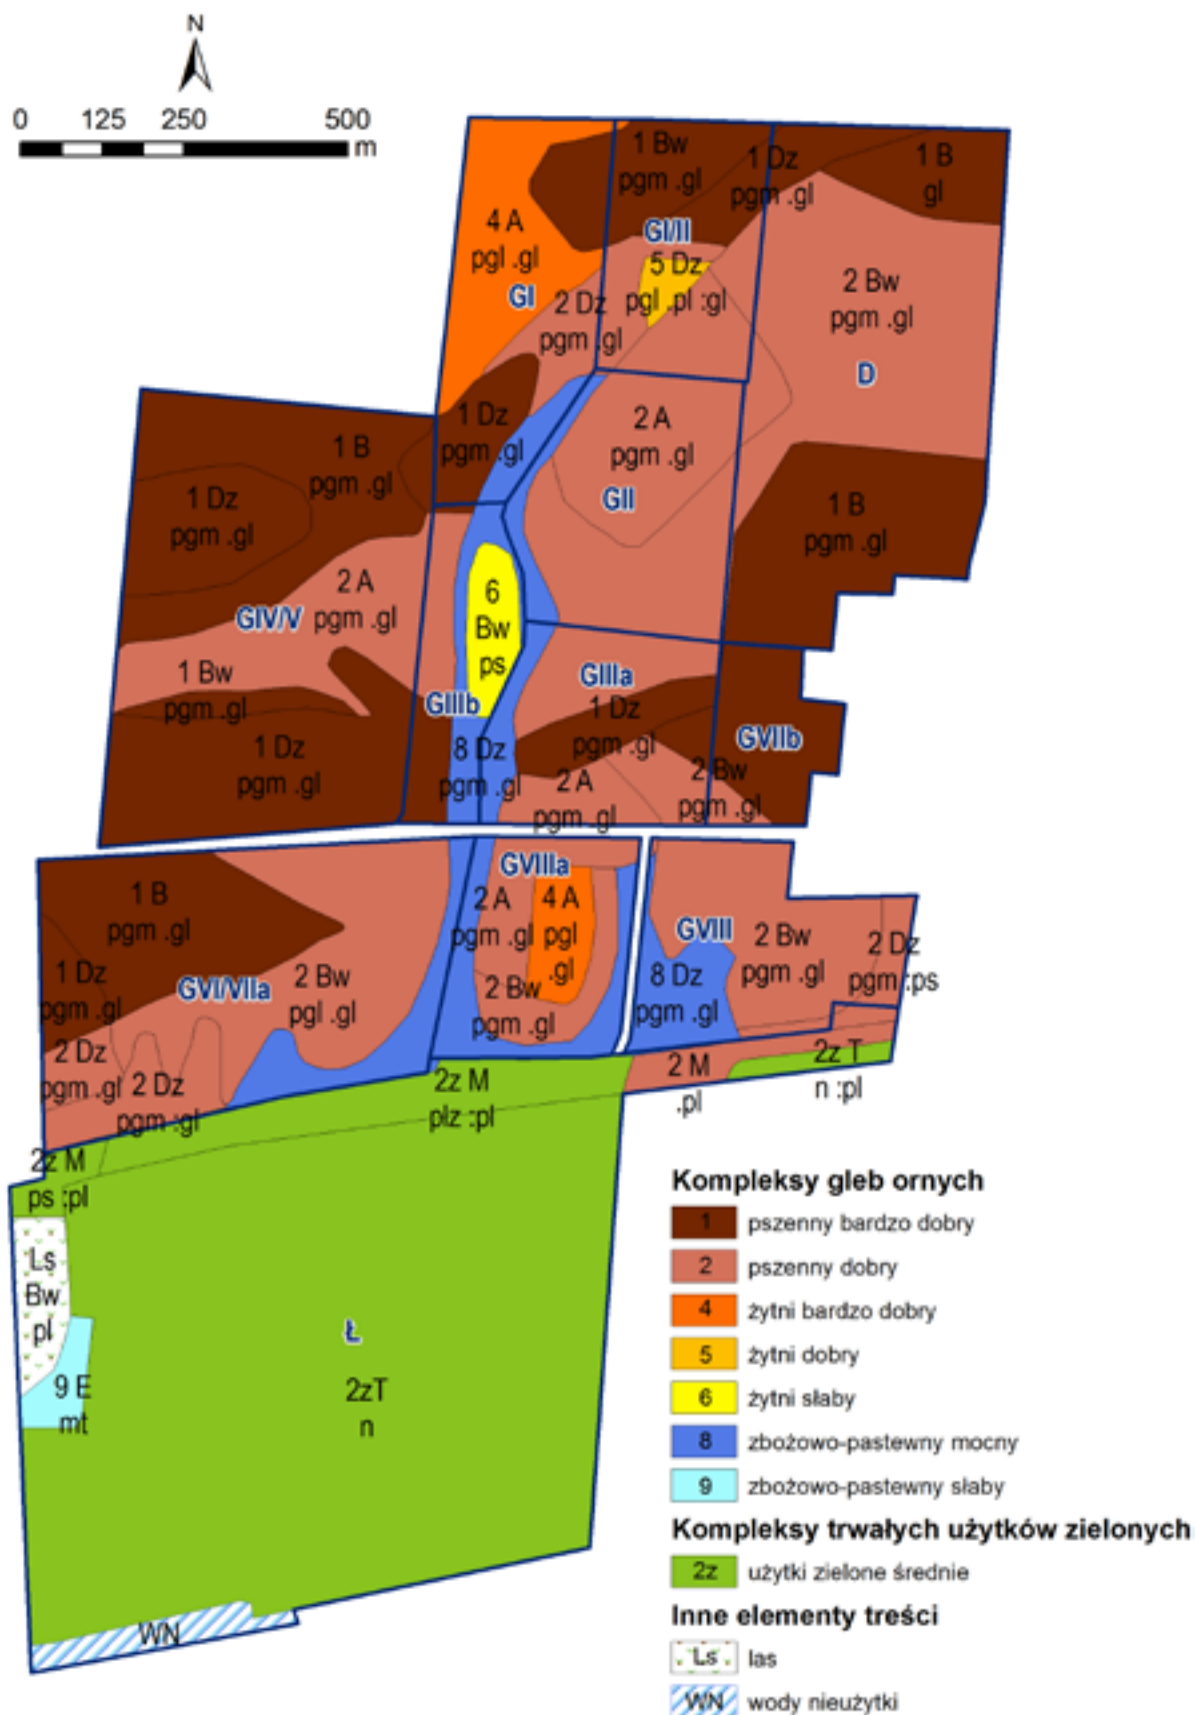 N
0 125 250 500
m
1 Bw
pgm .gl
1 Dz
pgm .gl
1 B
gl
4 A
pgl .gl
GI/II
5 Dz
pgl .pl :gl
GI
2 Dz
pgm .gl
2 Bw
pgm .gl
D
1 Dz
pgm .gl
2 A
pgm .gl
GII
1 B
pgm .gl
1 Dz
pgm .gl
1 B
pgm .gl
2 A
pgm .gl
GIV/V
6
Bw
ps
1 Bw
pgm .gl
GIIIb
GIIIa
1 Dz
pgm .gl
GVIIb
1 Dz
pgm .gl
8 Dz
pgm .gl
2 A
pgm .gl
2 Bw
pgm .gl
GVIIIa
1 B
pgm .gl
2 A
pgm .gl
4 A
pgl
.gl
GVIII
2 Bw
pgm .gl
2 Dz
pgm :ps
1 Dz
pgm .gl
GVI/VIIa
2 Bw
pgl .gl
2 Bw
pgm .gl
8 Dz
pgm .gl
2 Dz
pgm .gl
2 Dz
pgm :gl
2z M
płz :pl
2 M
.pl
2z T
n :pl
2z M
ps :pl
Ls
Bw
pl
9 E
mt
Ł
2zT
n
WN
Kompleksy gleb ornych
1 pszenny bardzo dobry
2 pszenny dobry
4 żytni bardzo dobry
5 żytni dobry
6 żytni słaby
8 zbożowo-pastewny mocny
9 zbożowo-pastewny słaby
Kompleksy trwałych użytków zielonych
2z użytki zielone średnie
Inne elementy treści
Ls las
WN wody nieużytki